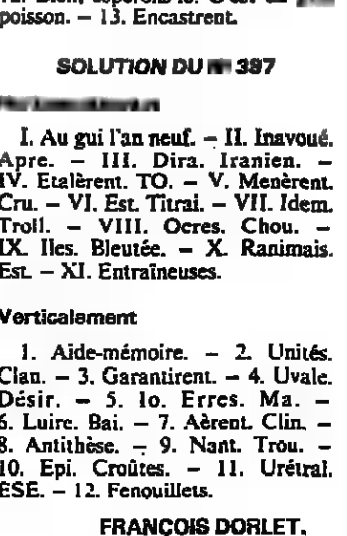 poisson. – 13. Encastrent.
SOLUTION DU Nº 397
I. Au gui l'an neuf. – II. Inavoué.
Apre. – III. Dira. Iranien. –
IV. Etalèrent. TO. – V. Menèrent.
Cru. – VI. Est. Titrai. – VII. Idem.
Troll. – VIII. Ocres. Chou. –
IX. Iles. Bleutée. – X. Ranimais.
Est. – XI. Entraîneuses.
Verticalement
1. Aide-mémoire. – 2. Unités.
Clan. – 3. Garantirent. – 4. Uvale.
Désir. – 5. Io. Erres. Ma. –
6. Luire. Bai. – 7. Aèrent. Clin. –
8. Antithèse. – 9. Nant. Trou. –
10. Epi. Croûtes. – 11. Urétral.
ESE. – 12. Fenouillets.
FRANÇOIS DORLET.